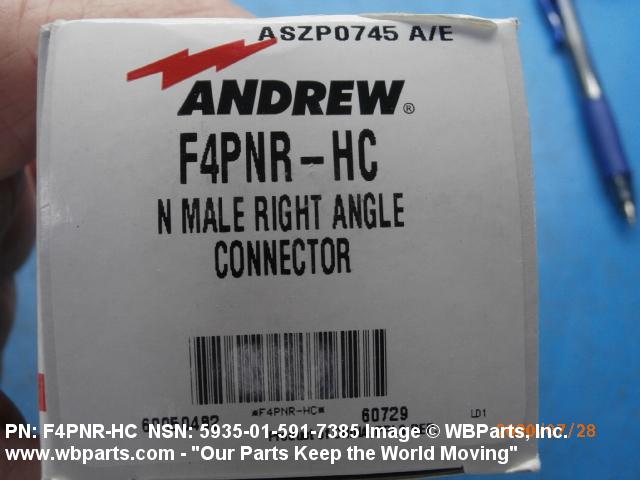 ASZP0745 A/E
ANDREW®
F4PNR-HC
N MALE RIGHT ANGLE
CONNECTOR
*F4PNR-HC*
60729
LD1
PN: F4PNR-HC NSN: 5935-01-591-7385 Image © WBParts, Inc.
www.wbparts.com - "Our Parts Keep the World Moving"